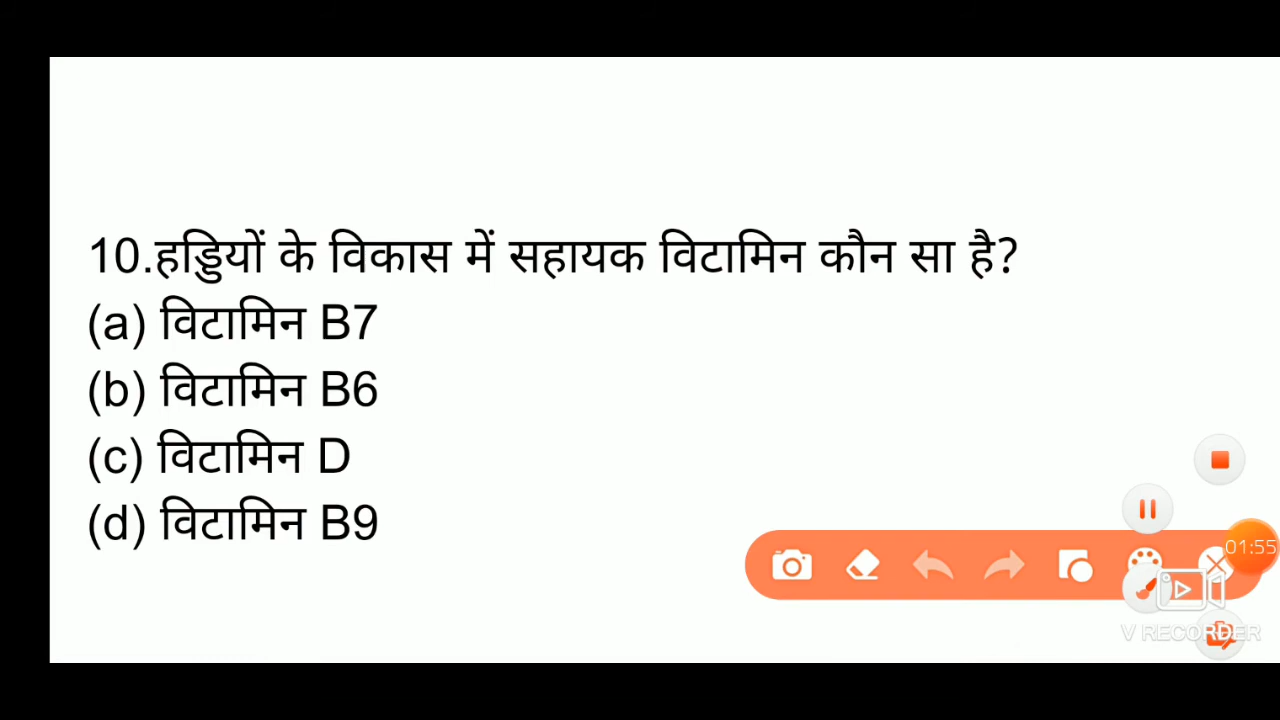 10.हड्डियों के विकास में सहायक विटामिन कौन सा है?
(a) विटामिन B7
(b) विटामिन B6
(c) विटामिन D
(d) विटामिन B9
01:55
V RECORDER